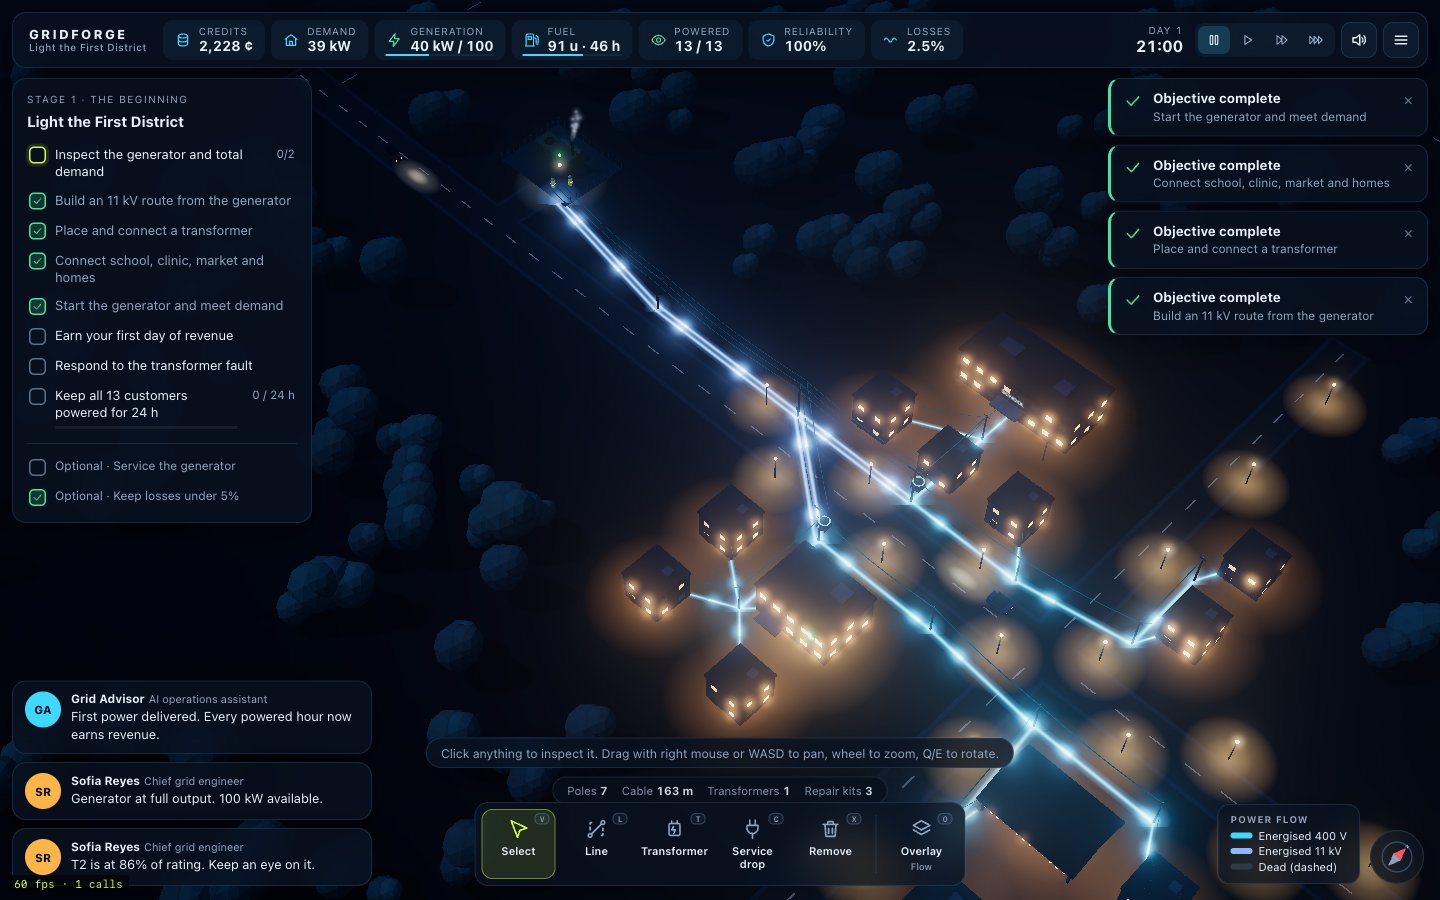 GRIDFORGE
Light the First District
CREDITS
2,228 ¢
DEMAND
39 kW
GENERATION
40 kW / 100
FUEL
91 u · 46 h
POWERED
13 / 13
RELIABILITY
100%
LOSSES
2.5%
DAY 1
21:00
STAGE 1 · THE BEGINNING
Light the First District
Inspect the generator and total
demand
0/2
Build an 11 kV route from the generator
Place and connect a transformer
Connect school, clinic, market and
homes
Start the generator and meet demand
Earn your first day of revenue
Respond to the transformer fault
Keep all 13 customers
powered for 24 h
0 / 24 h
Optional · Service the generator
Optional · Keep losses under 5%
Objective complete
Start the generator and meet demand
Objective complete
Connect school, clinic, market and homes
Objective complete
Place and connect a transformer
Objective complete
Build an 11 kV route from the generator
GA
Grid Advisor AI operations assistant
First power delivered. Every powered hour now
earns revenue.
SR
Sofia Reyes Chief grid engineer
Generator at full output. 100 kW available.
SR
Sofia Reyes Chief grid engineer
T2 is at 86% of rating. Keep an eye on it.
60 fps · 1 calls
Click anything to inspect it. Drag with right mouse or WASD to pan, wheel to zoom, Q/E to rotate.
Poles 7 Cable 163 m Transformers 1 Repair kits 3
V
Select
L
Line
T
Transformer
C
Service
drop
X
Remove
O
Overlay
Flow
POWER FLOW
Energised 400 V
Energised 11 kV
Dead (dashed)